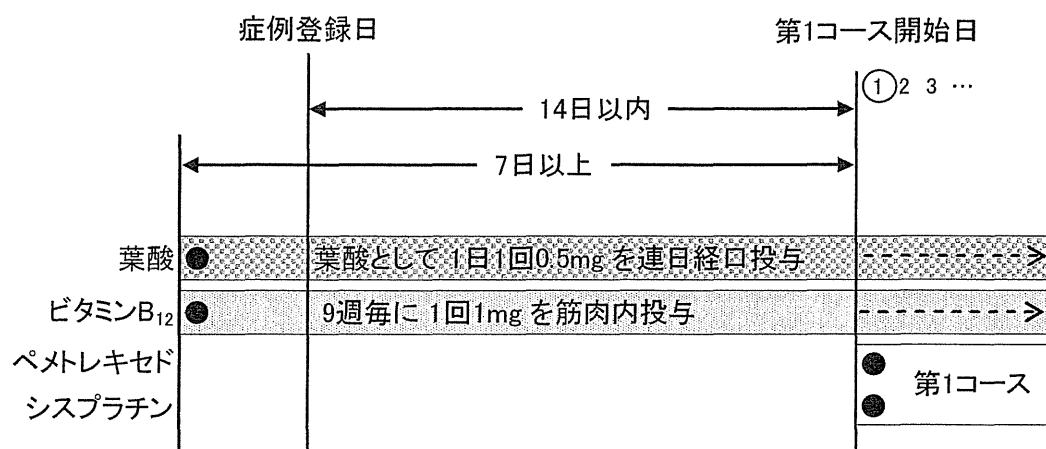 症例登録日
第1コース開始日
① 2 3 …
14日以内
7日以上
葉酸
葉酸として 1日1回0.5mg を連日経口投与
ビタミンB₁₂
9週毎に 1回1mg を筋肉内投与
ペメトレキセド
シスプラチン
第1コース